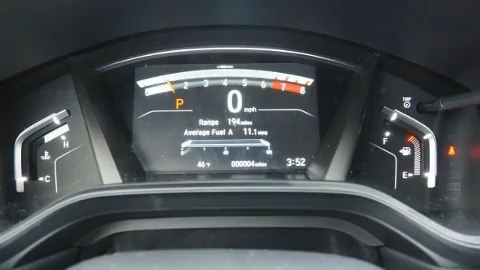 1 2 3 4 5 6 7 8
P 0 mph
Range 194 miles
Average Fuel A 11.1 mpg
46°F 000004 miles 3:52
H
C
TRIP
F
E